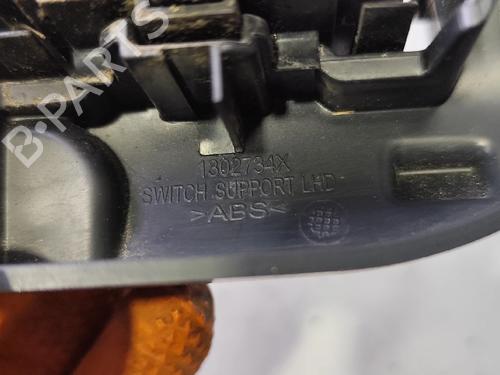 B-PARTS
1302734X
SWITCH SUPPORT LHD
>ABS<